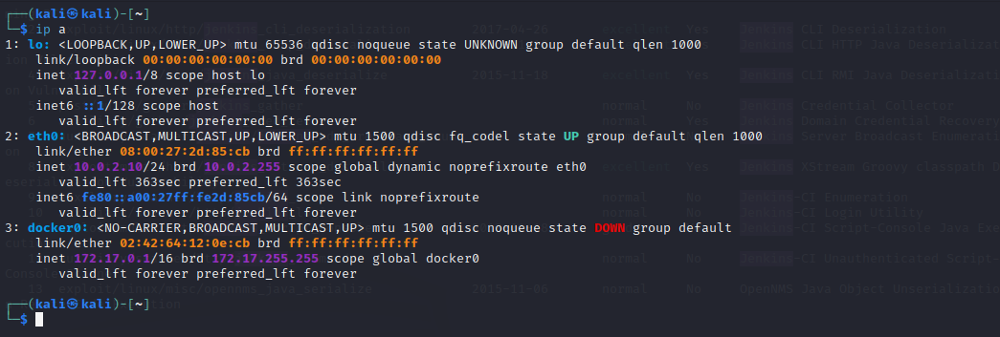 ┌──(kali㉿kali)-[~]
└─$ ip a
1: lo: <LOOPBACK,UP,LOWER_UP> mtu 65536 qdisc noqueue state UNKNOWN group default qlen 1000
    link/loopback 00:00:00:00:00:00 brd 00:00:00:00:00:00
    inet 127.0.0.1/8 scope host lo
       valid_lft forever preferred_lft forever
    inet6 ::1/128 scope host
       valid_lft forever preferred_lft forever
2: eth0: <BROADCAST,MULTICAST,UP,LOWER_UP> mtu 1500 qdisc fq_codel state UP group default qlen 1000
    link/ether 08:00:27:2d:85:cb brd ff:ff:ff:ff:ff:ff
    inet 10.0.2.10/24 brd 10.0.2.255 scope global dynamic noprefixroute eth0
       valid_lft 363sec preferred_lft 363sec
    inet6 fe80::a00:27ff:fe2d:85cb/64 scope link noprefixroute
       valid_lft forever preferred_lft forever
3: docker0: <NO-CARRIER,BROADCAST,MULTICAST,UP> mtu 1500 qdisc noqueue state DOWN group default
    link/ether 02:42:64:12:0e:cb brd ff:ff:ff:ff:ff:ff
    inet 172.17.0.1/16 brd 172.17.255.255 scope global docker0
       valid_lft forever preferred_lft forever
┌──(kali㉿kali)-[~]
└─$